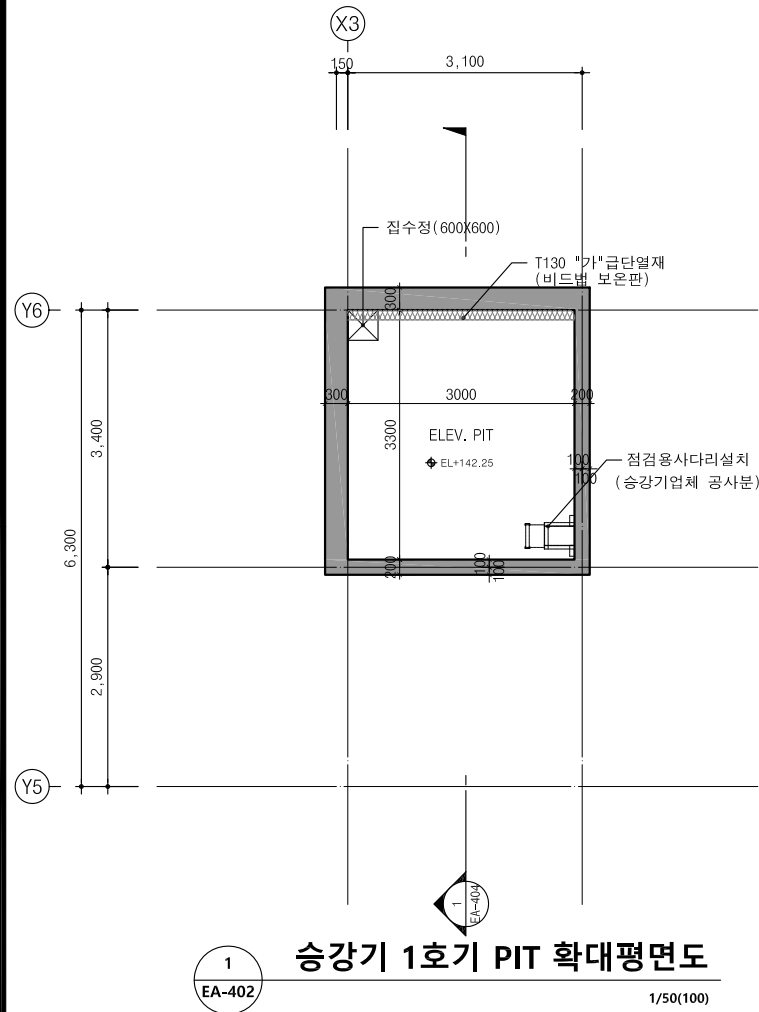 X3
150
3,100
집수정(600X600)
T130 "가"급단열재
(비드법 보온판)
Y6
300
300
3000
200
3,400
3300
ELEV. PIT
EL+142.25
100
100
점검용사다리설치
(승강기업체 공사분)
6,300
200
100
100
2,900
Y5
1
EA-404
1
EA-402
승강기 1호기 PIT 확대평면도
1/50(100)